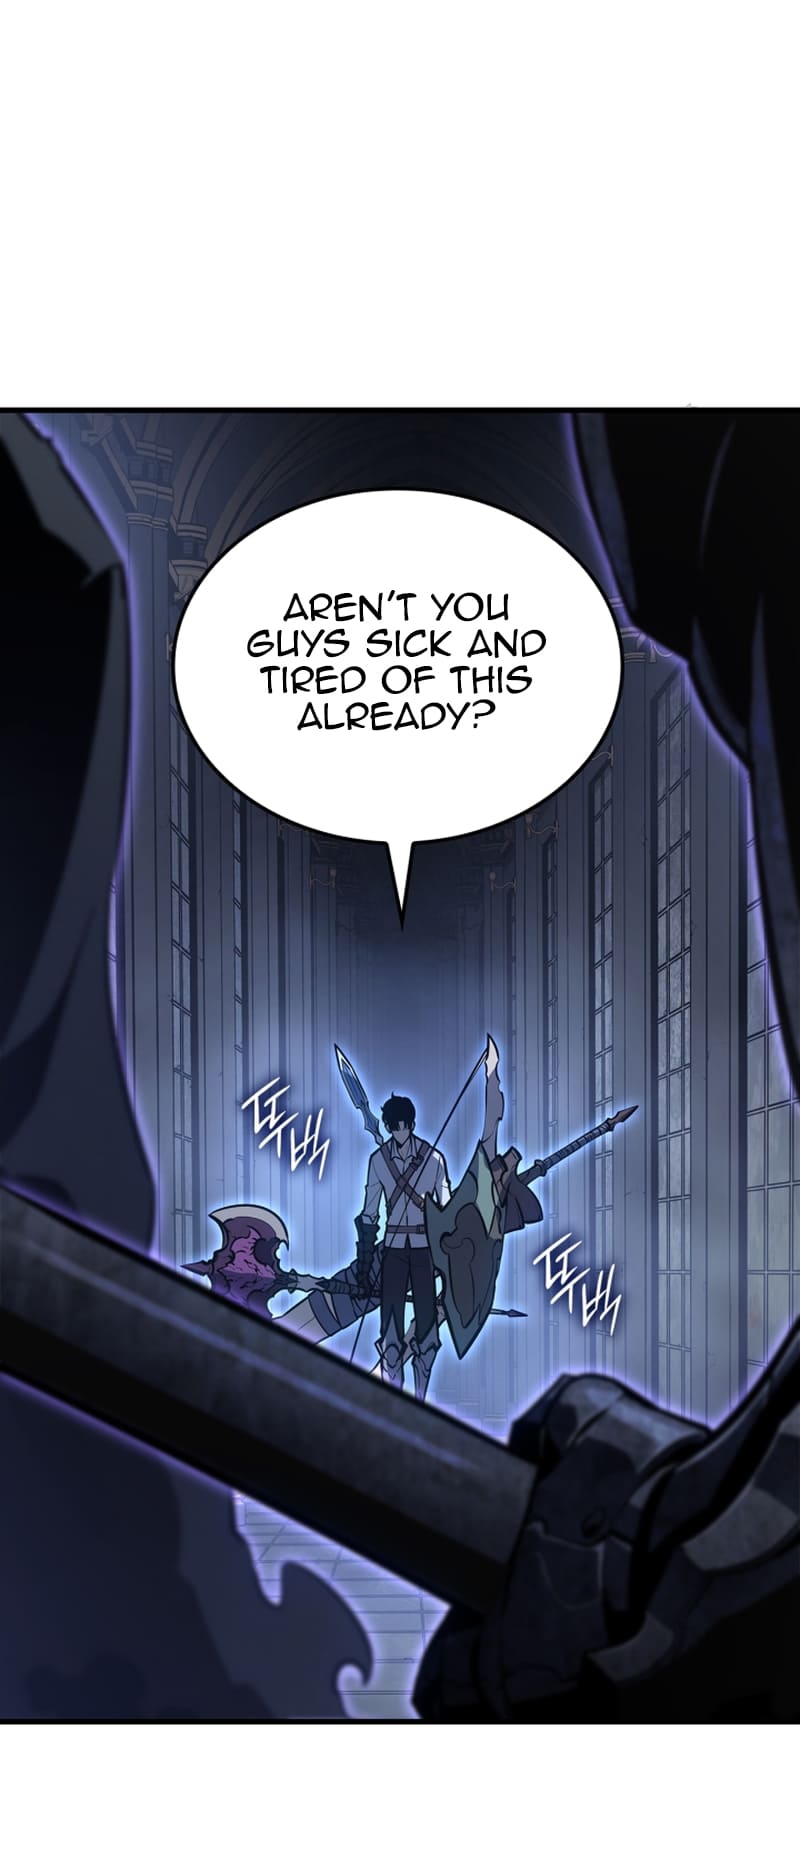 AREN'T YOU
GUYS SICK AND
TIRED OF THIS
ALREADY?
뚜벅
뚜벅